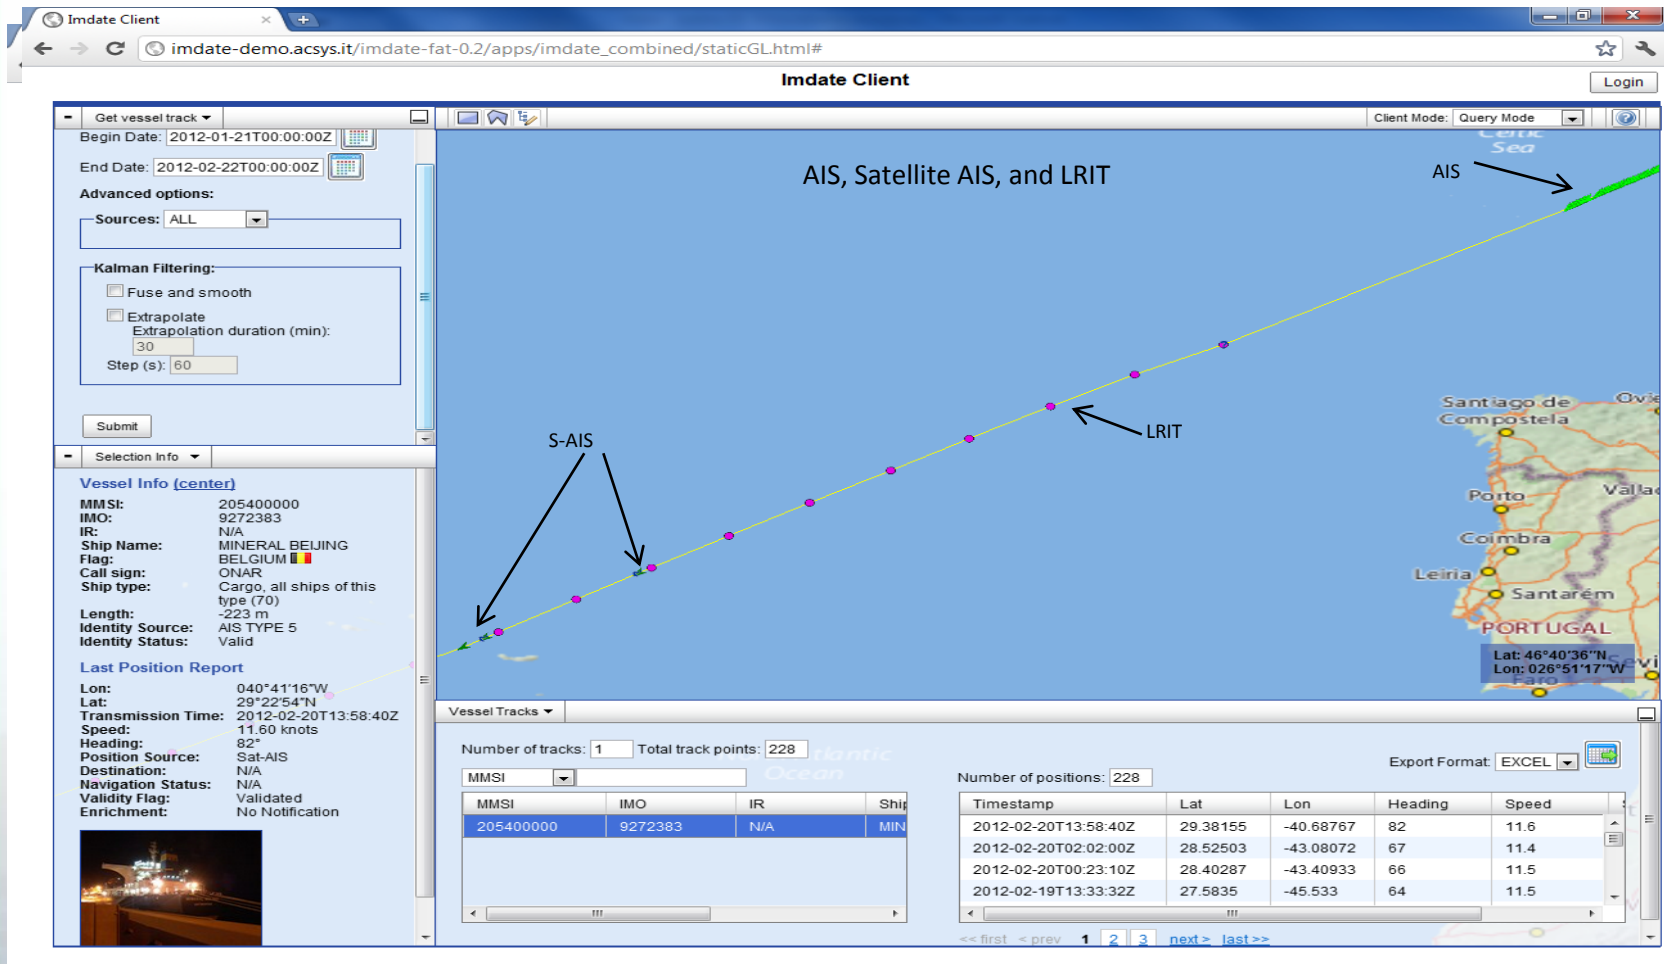 Imdate Client
imdate-demo.acsys.it/imdate-fat-0.2/apps/imdate_combined/staticGL.html#
Imdate Client
Login
Get vessel track
Begin Date: 2012-01-21T00:00:00Z
End Date: 2012-02-22T00:00:00Z
Advanced options:
Sources: ALL
Kalman Filtering:
Fuse and smooth
Extrapolate
Extrapolation duration (min):
30
Step (s): 60
Submit
Selection Info
Vessel Info (center)
MMSI: 205400000
IMO: 9272383
IR: N/A
Ship Name: MINERAL BEIJING
Flag: BELGIUM
Call sign: ONAR
Ship type: Cargo, all ships of this
type (70)
Length: -223 m
Identity Source: AIS TYPE 5
Identity Status: Valid
Last Position Report
Lon: 040°41'16"W
Lat: 29°22'54"N
Transmission Time: 2012-02-20T13:58:40Z
Speed: 11.60 knots
Heading: 82°
Position Source: Sat-AIS
Destination: N/A
Navigation Status: N/A
Validity Flag: Validated
Enrichment: No Notification
Client Mode: Query Mode
Celtic
Sea
AIS, Satellite AIS, and LRIT
AIS
S-AIS
LRIT
Santiago de
Compostela
Ovie
Porto
Vallad
Coimbra
Leiria
Santarém
PORTUGAL
Lat: 46°40'36"N
Lon: 026°51'17"W
Sevi
Faro
Vessel Tracks
Number of tracks: 1 Total track points: 228
Atlantic
Ocean
MMSI
MMSI IMO IR Ship
205400000 9272383 N/A MIN
Export Format: EXCEL
Number of positions: 228
Timestamp Lat Lon Heading Speed
2012-02-20T13:58:40Z 29.38155 -40.68767 82 11.6
2012-02-20T02:02:00Z 28.52503 -43.08072 67 11.4
2012-02-20T00:23:10Z 28.40287 -43.40933 66 11.5
2012-02-19T13:33:32Z 27.5835 -45.533 64 11.5
<< first < prev 1 2 3 next > last >>